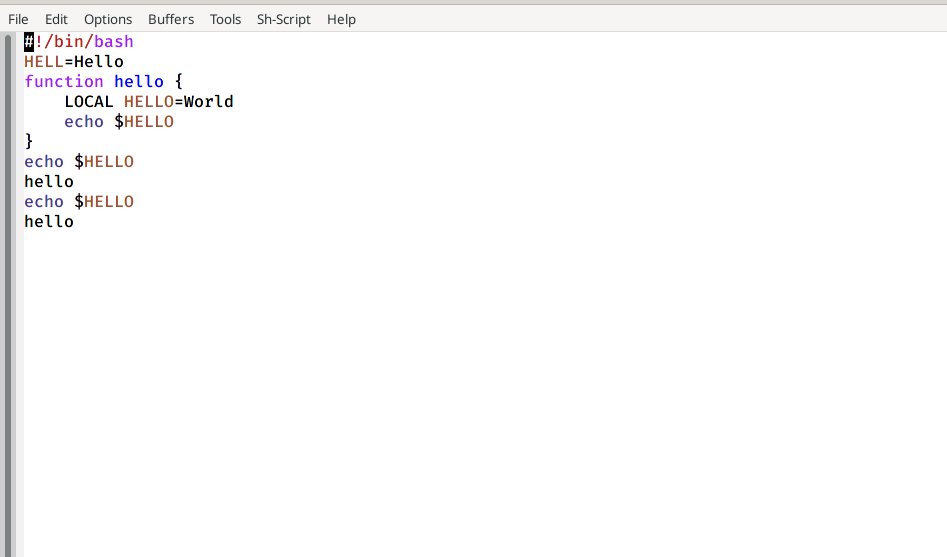 File Edit Options Buffers Tools Sh-Script Help
#!/bin/bash
HELL=Hello
function hello {
    LOCAL HELLO=World
    echo $HELLO
}
echo $HELLO
hello
echo $HELLO
hello